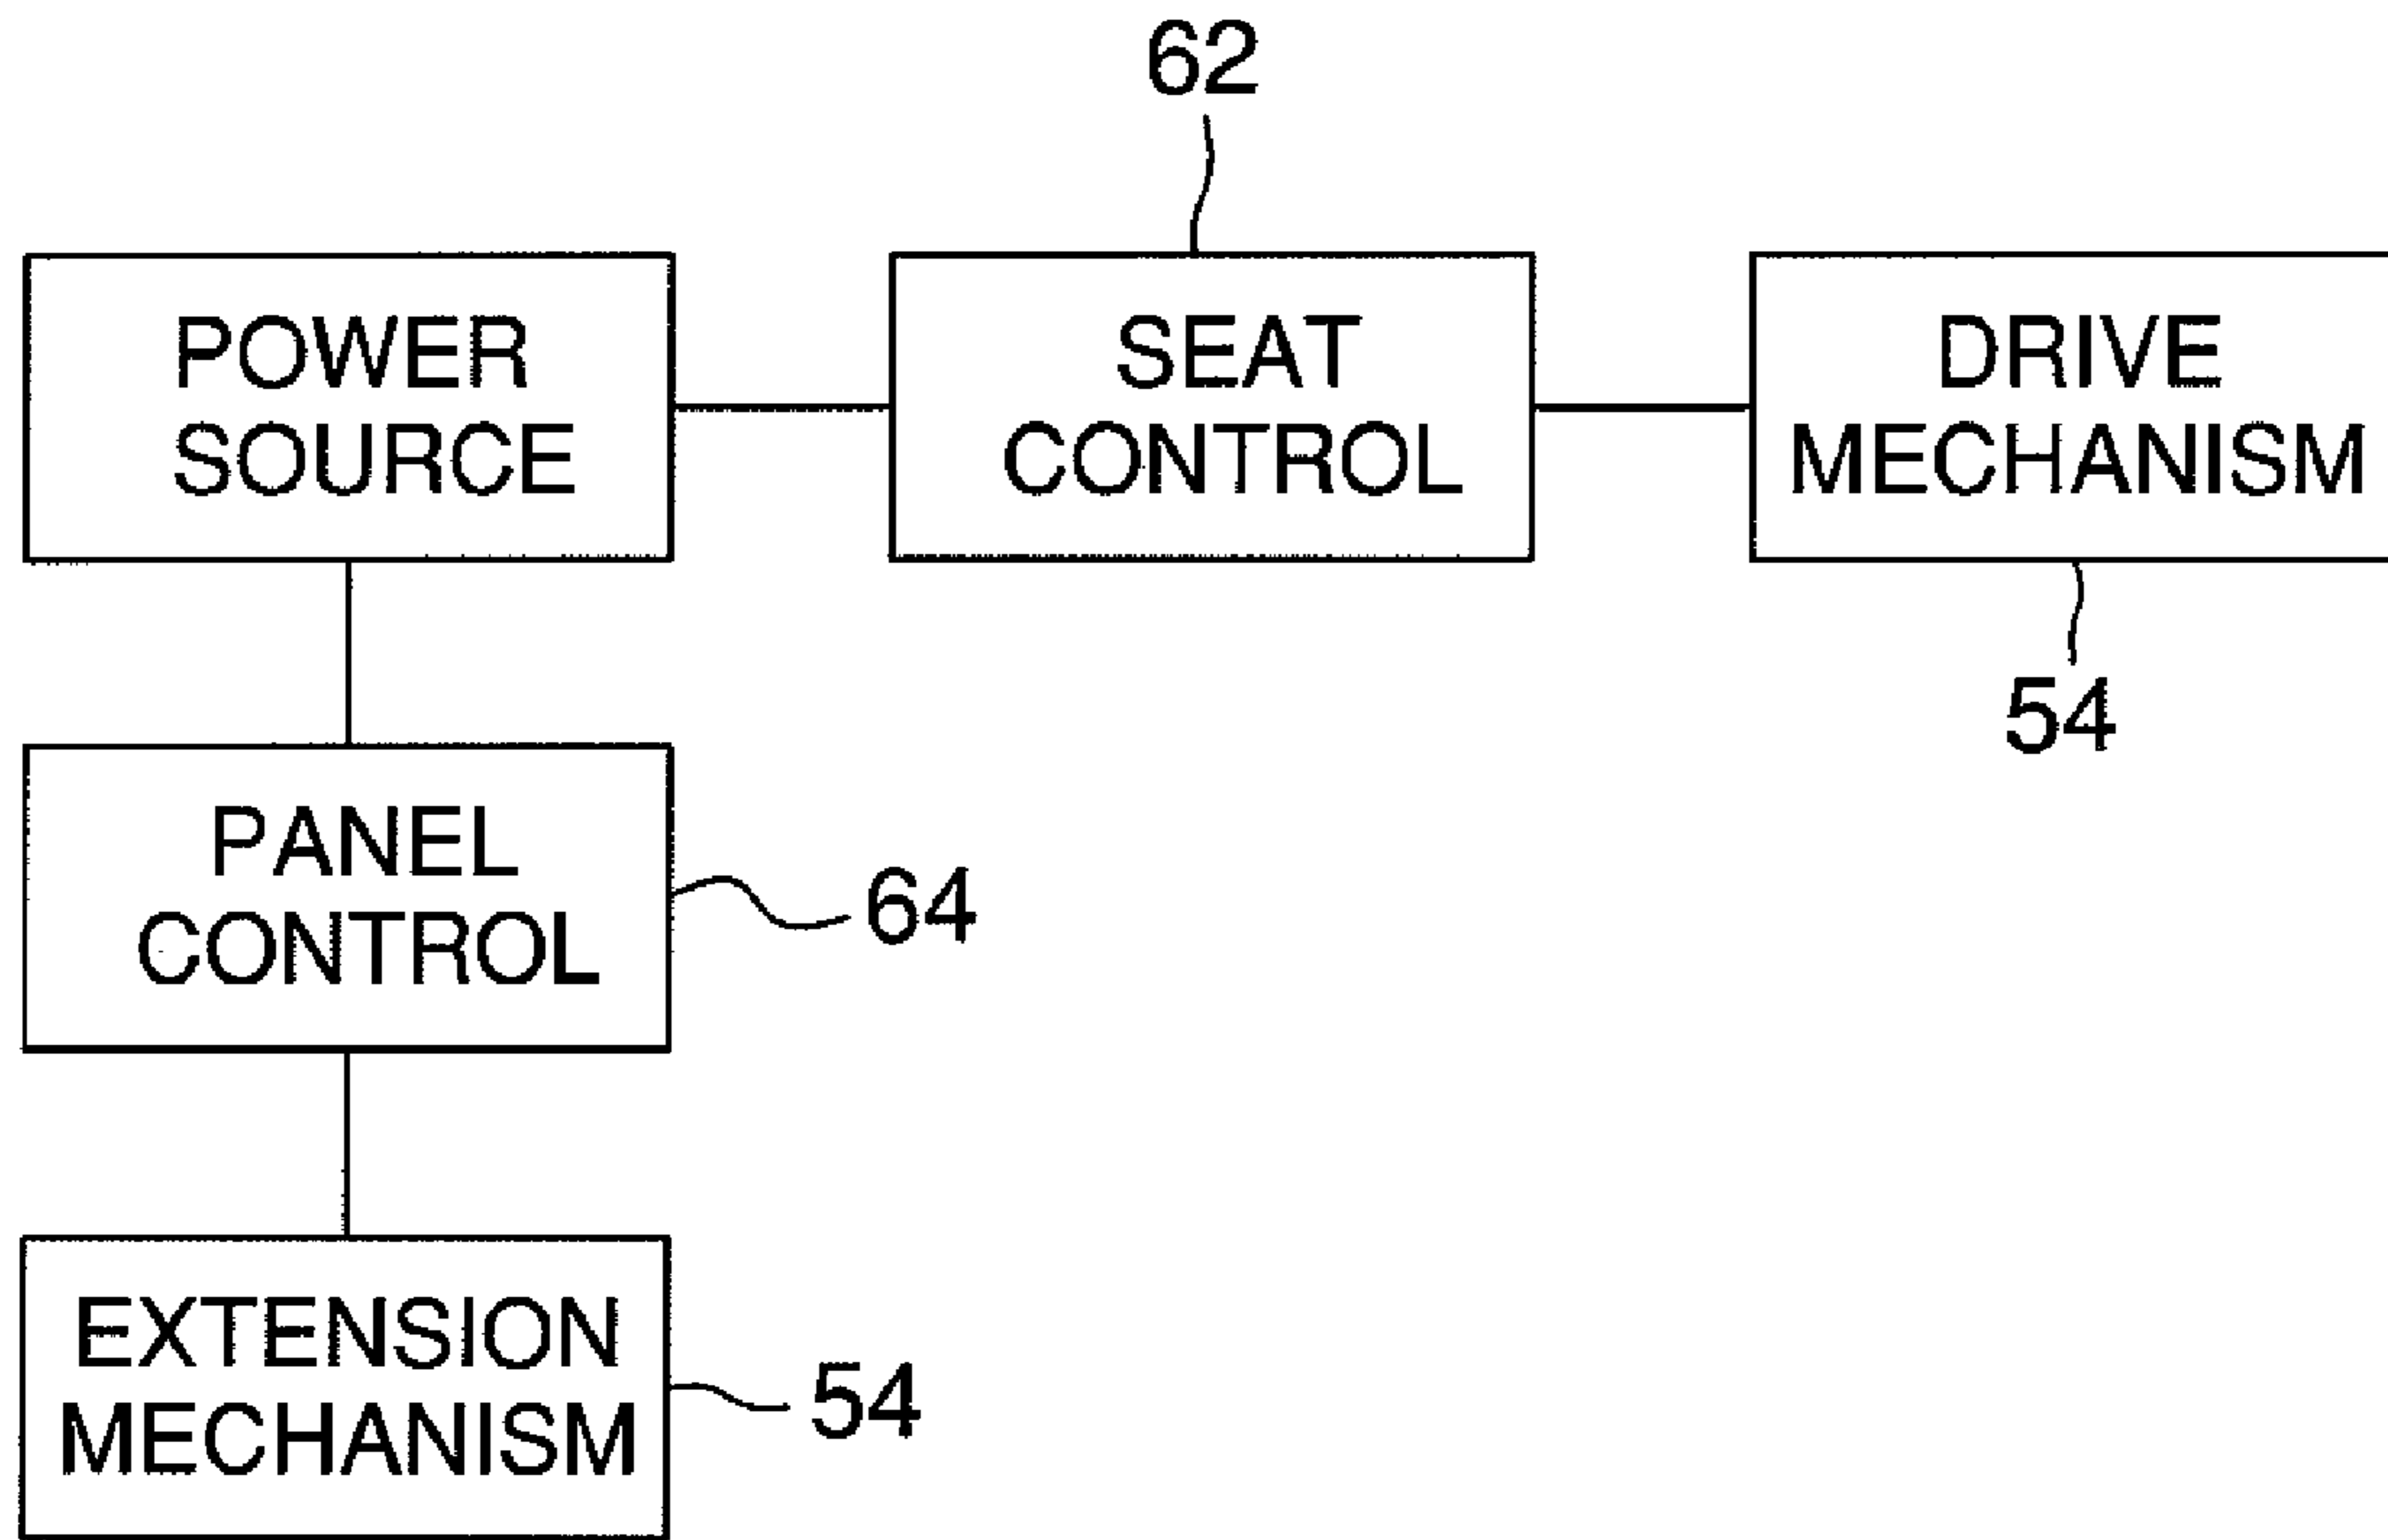 62
POWER
SOURCE
SEAT
CONTROL
DRIVE
MECHANISM
54
PANEL
CONTROL
64
EXTENSION
MECHANISM
54